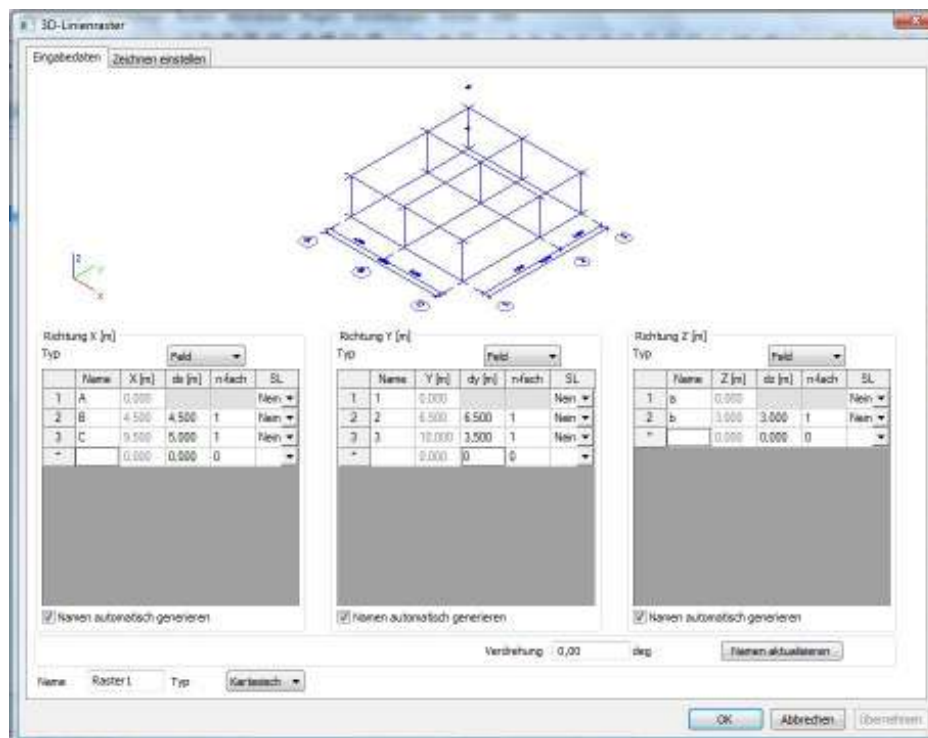 3D-Linienraster
Eingabedaten Zeichnen einstellen
Z
Y
X
Richtung X [m]
Typ Feld
Name X [m] dx [m] n-fach SL
1 A 0.000 Nein
2 B 4.500 4.500 1 Nein
3 C 9.500 5.000 1 Nein
* 0.000 0.000 0
Namen automatisch generieren
Richtung Y [m]
Typ Feld
Name Y [m] dy [m] n-fach SL
1 1 0.000 Nein
2 2 6.500 6.500 1 Nein
3 3 10.000 3.500 1 Nein
* 0.000 0 0
Namen automatisch generieren
Richtung Z [m]
Typ Feld
Name Z [m] dz [m] n-fach SL
1 a 0.000 Nein
2 b 3.000 3.000 1 Nein
* 0.000 0.000 0
Namen automatisch generieren
Verdrehung 0,00 deg Namen aktualisieren
Name Raster1 Typ Kartesisch
OK Abbrechen Übernehmen